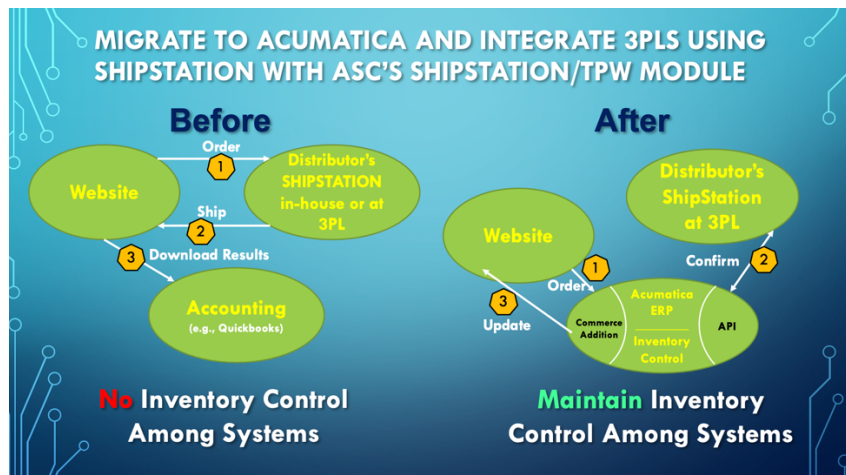 MIGRATE TO ACUMATICA AND INTEGRATE 3PLS USING
SHIPSTATION WITH ASC'S SHIPSTATION/TPW MODULE
Before
Order
1
Website
Distributor's
SHIPSTATION
in-house or at
3PL
Ship
2
3
Download Results
Accounting
(e.g., Quickbooks)
No Inventory Control
Among Systems
After
Distributor's
ShipStation
at 3PL
Website
Confirm
2
1
Order
3
Update
Commerce
Addition
Acumatica
ERP
Inventory
Control
API
Maintain Inventory
Control Among Systems